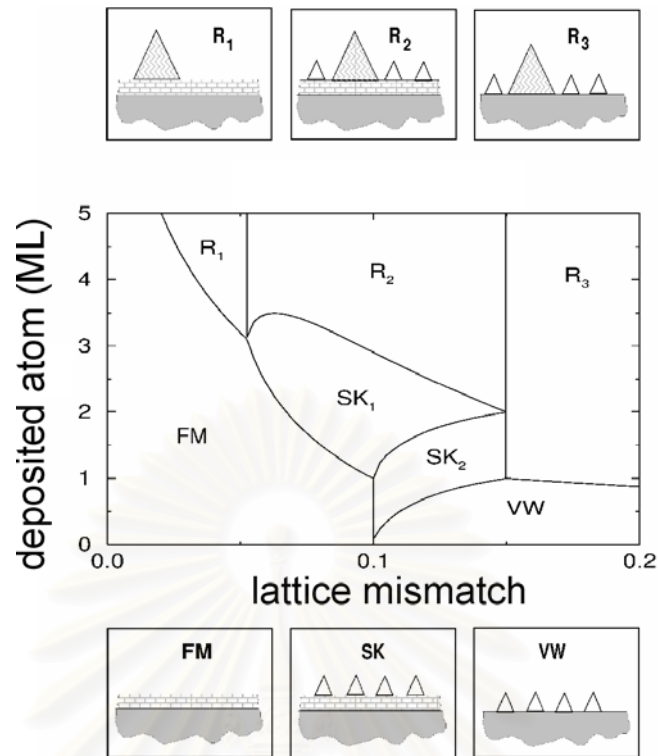 R₁
R₂
R₃
deposited atom (ML)
5
4
3
2
1
0
R₁
R₂
R₃
SK₁
FM
SK₂
VW
0.0
0.1
0.2
lattice mismatch
FM
SK
VW